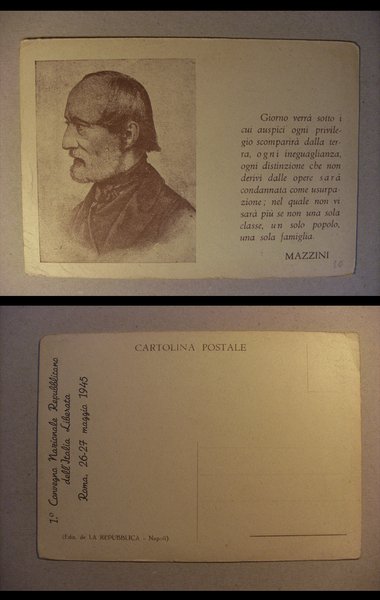 Giorno verrà sotto i
cui auspici ogni privile-
gio scomparirà dalla ter-
ra, ogni ineguaglianza,
ogni distinzione che non
derivi dalle opere sarà
condannata come usurpa-
zione; nel quale non vi
sarà più se non una sola
classe, un solo popolo,
una sola famiglia.
MAZZINI
CARTOLINA POSTALE
1.º Convegno Nazionale Repubblicano
dell'Italia Liberata
Roma, 26-27 maggio 1945
(Ediz. de LA REPUBBLICA - Napoli)